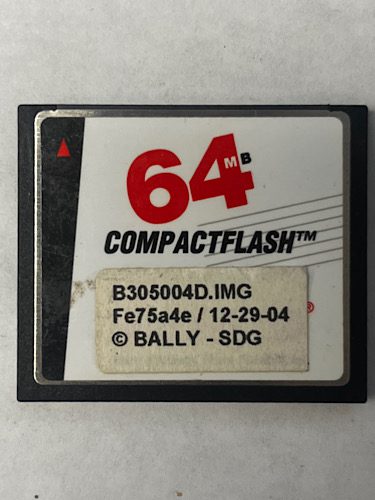 64MB
COMPACTFLASH™
B305004D.IMG
Fe75a4e / 12-29-04
© BALLY - SDG
®